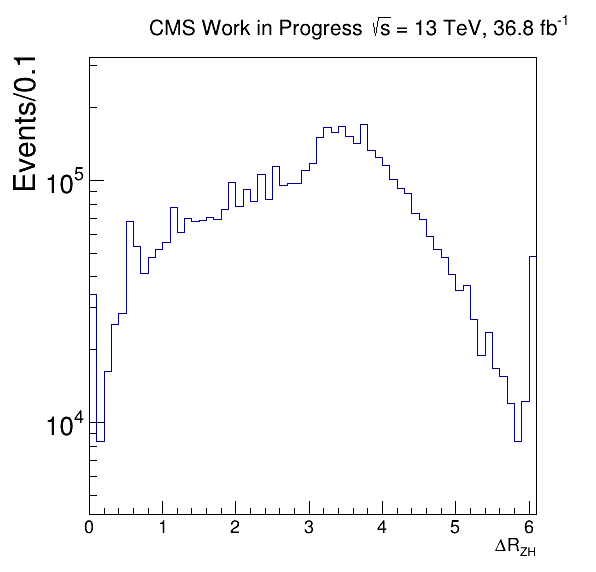 CMS Work in Progress √s = 13 TeV, 36.8 fb⁻¹
Events/0.1
10⁵
10⁴
0 1 2 3 4 5 6
ΔR_ZH